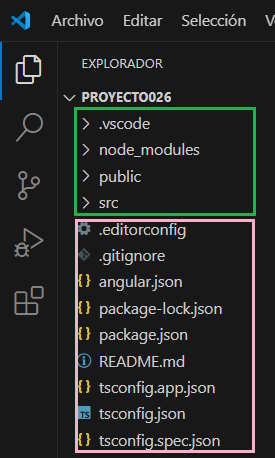 Archivo Editar Selección
EXPLORADOR
PROYECTO026
.vscode
node_modules
public
src
.editorconfig
.gitignore
{} angular.json
{} package-lock.json
{} package.json
README.md
{} tsconfig.app.json
TS tsconfig.json
{} tsconfig.spec.json